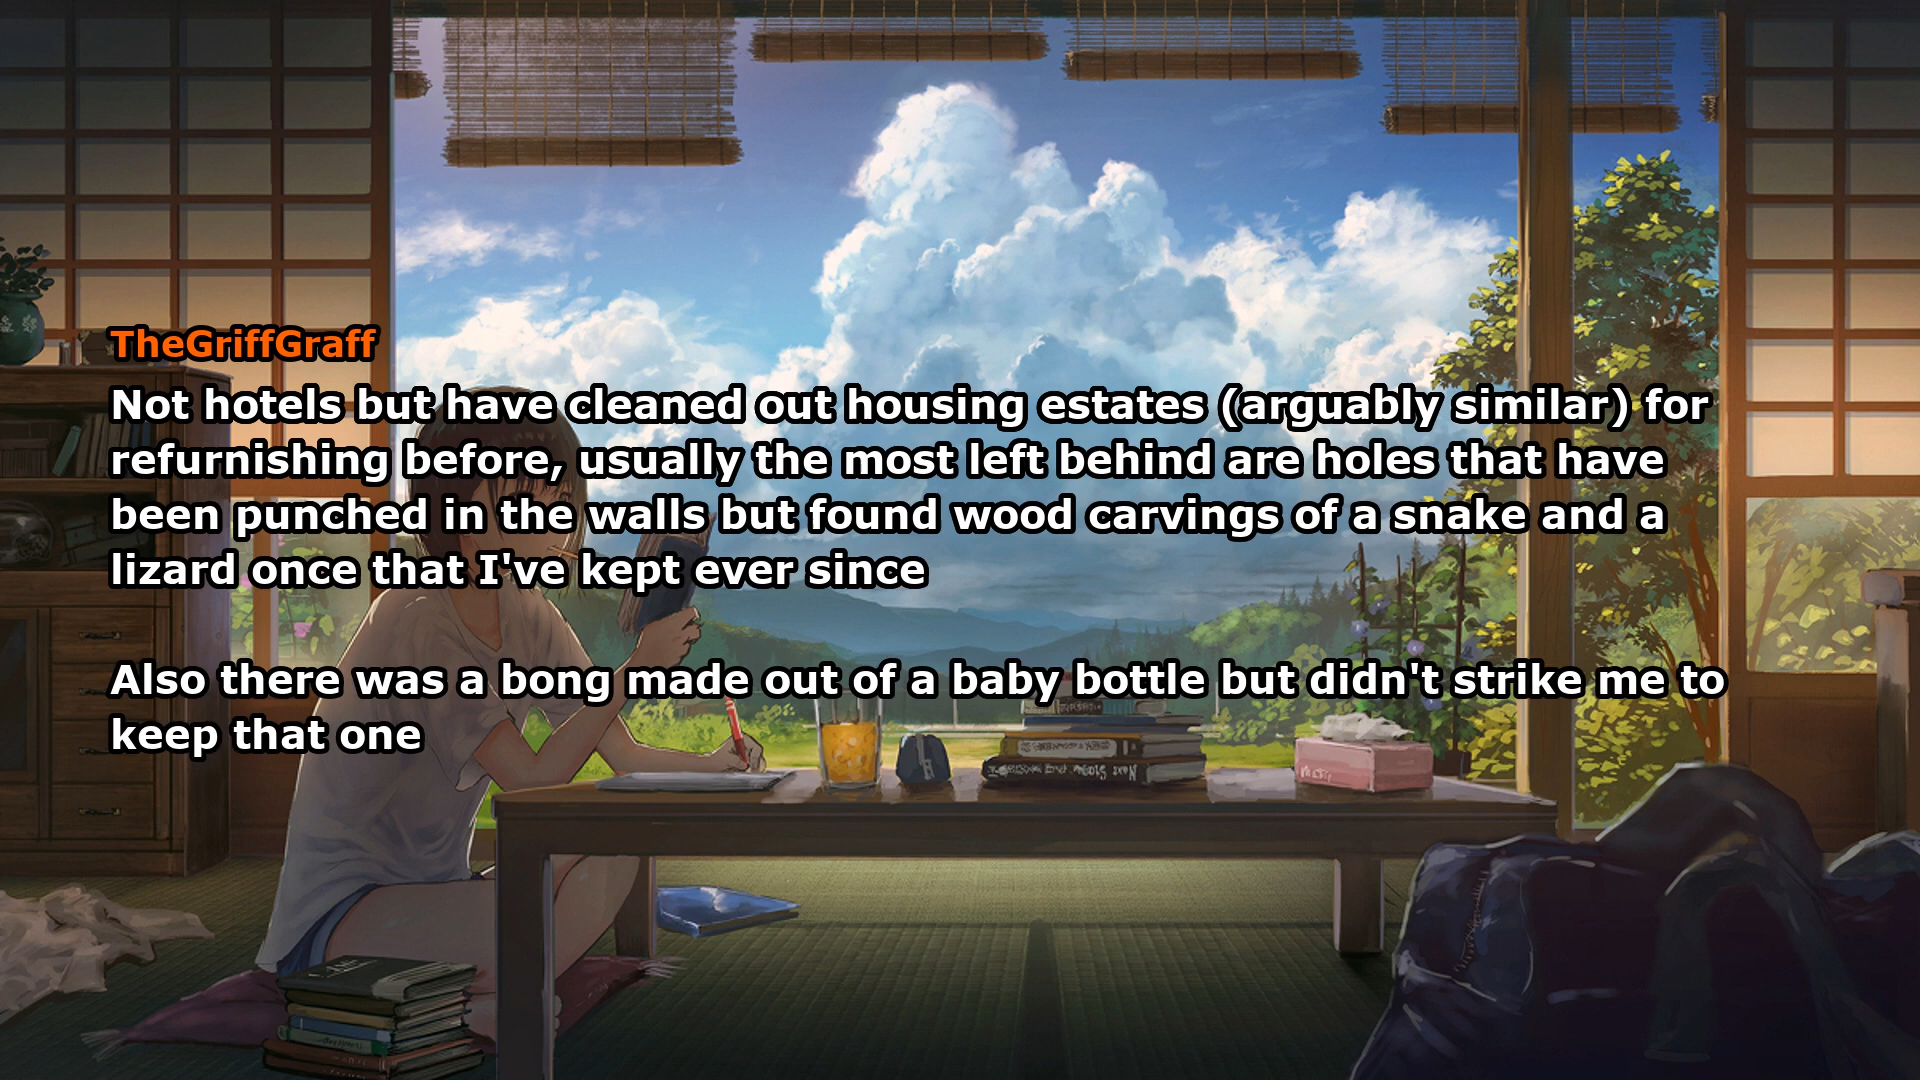 TheGriffGraff
Not hotels but have cleaned out housing estates (arguably similar) for
refurnishing before, usually the most left behind are holes that have
been punched in the walls but found wood carvings of a snake and a
lizard once that I've kept ever since
Also there was a bong made out of a baby bottle but didn't strike me to
keep that one